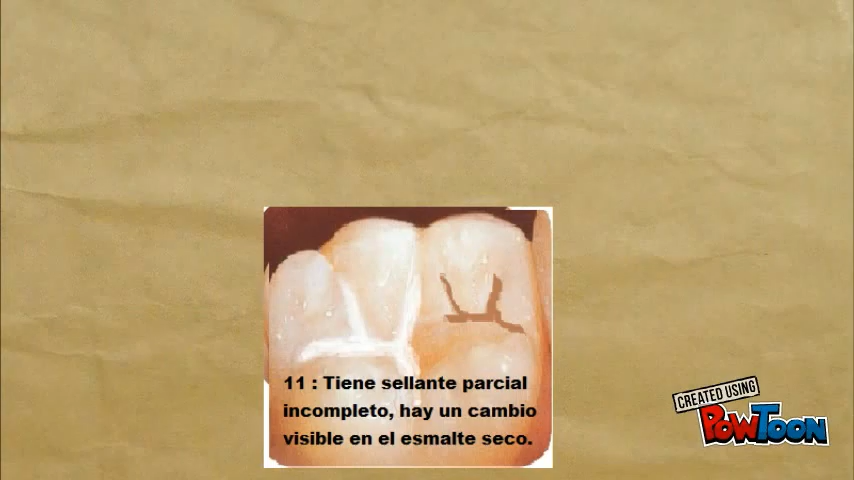 11 : Tiene sellante parcial
incompleto, hay un cambio
visible en el esmalte seco.
CREATED USING
POWTOON